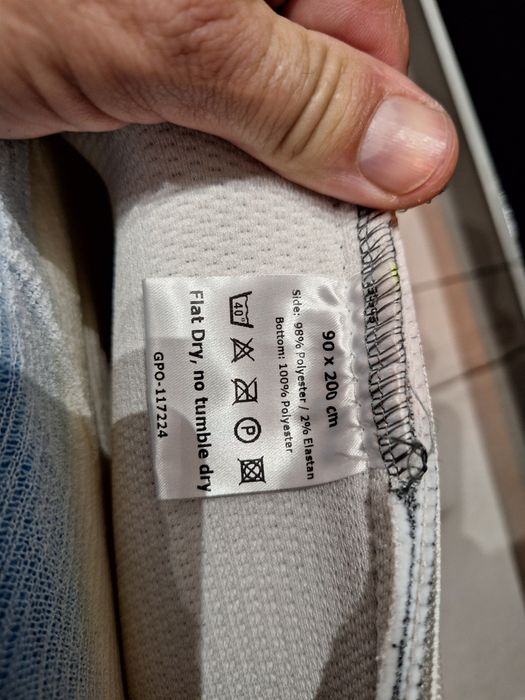 90 x 200 cm
Side: 98% Polyester / 2% Elastan
Bottom: 100% Polyester
40°
P
Flat Dry, no tumble dry
GPO-117224